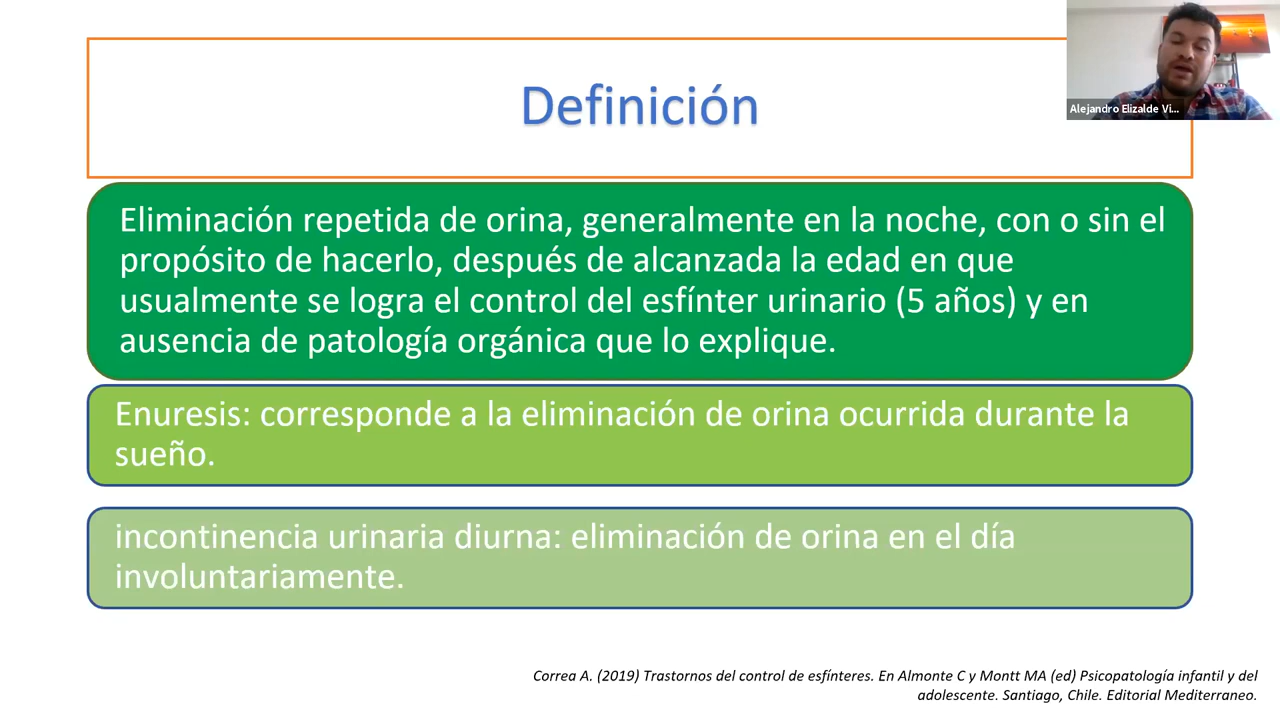 Definición
Alejandro Elizalde Vi...
Eliminación repetida de orina, generalmente en la noche, con o sin el
propósito de hacerlo, después de alcanzada la edad en que
usualmente se logra el control del esfínter urinario (5 años) y en
ausencia de patología orgánica que lo explique.
Enuresis: corresponde a la eliminación de orina ocurrida durante la
sueño.
incontinencia urinaria diurna: eliminación de orina en el día
involuntariamente.
Correa A. (2019) Trastornos del control de esfínteres. En Almonte C y Montt MA (ed) Psicopatología infantil y del
adolescente. Santiago, Chile. Editorial Mediterraneo.